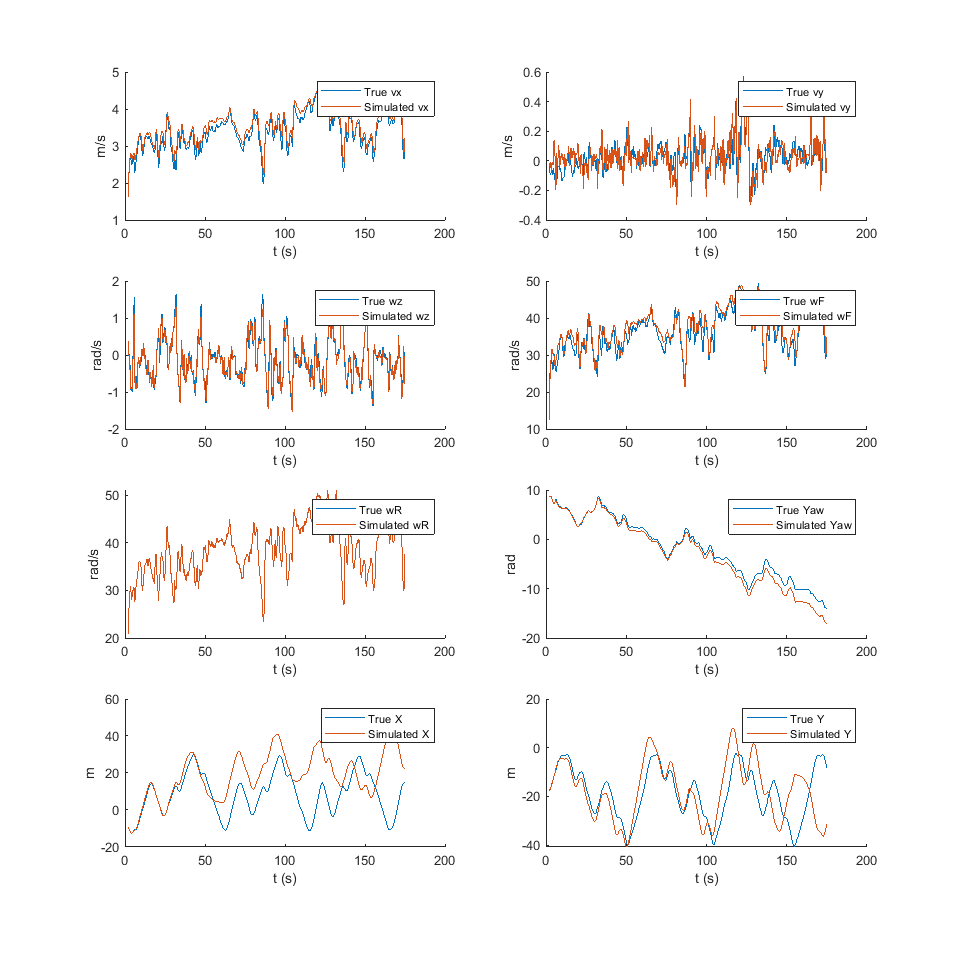 5
4
3
2
1
m/s
True vx
Simulated vx
0 50 100 150 200
t (s)
0.6
0.4
0.2
0
-0.2
-0.4
m/s
True vy
Simulated vy
0 50 100 150 200
t (s)
2
1
0
-1
-2
rad/s
True wz
Simulated wz
0 50 100 150 200
t (s)
50
40
30
20
10
rad/s
True wF
Simulated wF
0 50 100 150 200
t (s)
50
40
30
20
rad/s
True wR
Simulated wR
0 50 100 150 200
t (s)
10
0
-10
-20
rad
True Yaw
Simulated Yaw
0 50 100 150 200
t (s)
60
40
20
0
-20
m
True X
Simulated X
0 50 100 150 200
t (s)
20
0
-20
-40
m
True Y
Simulated Y
0 50 100 150 200
t (s)